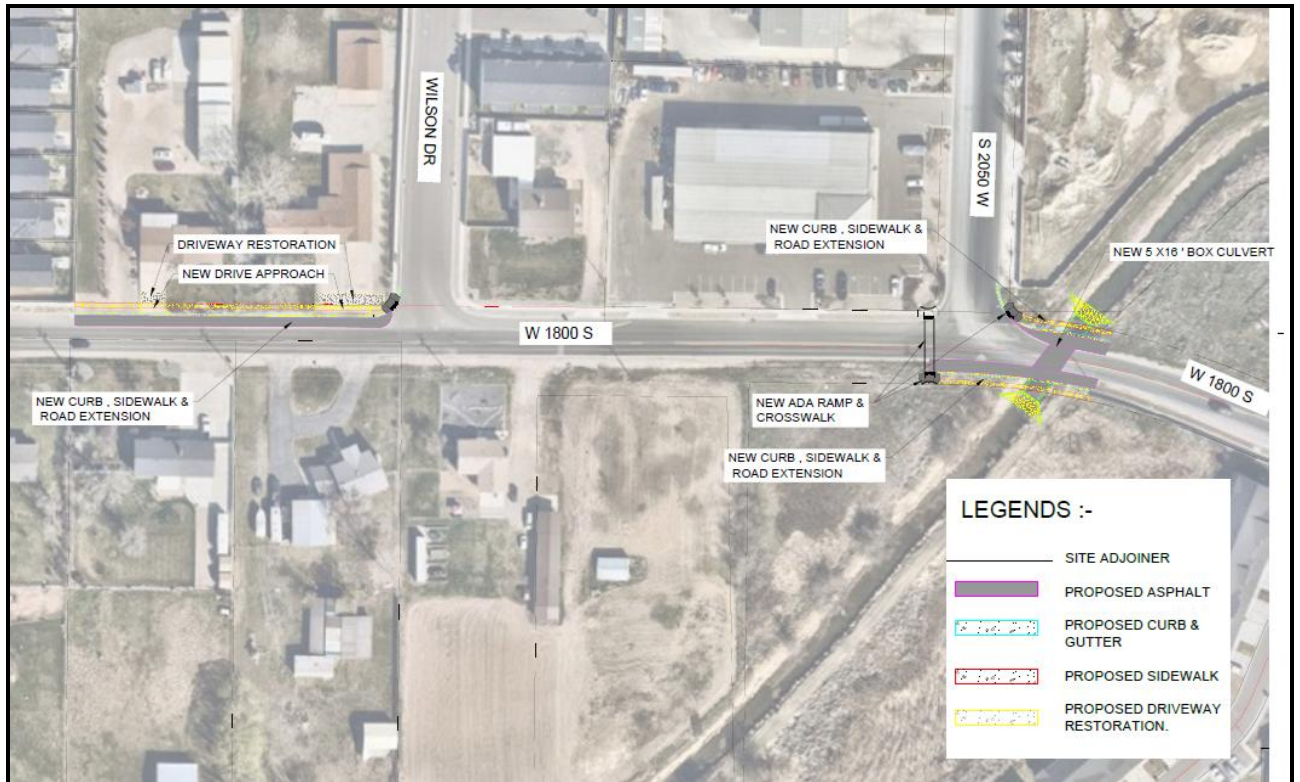 WILSON DR
S 2050 W
DRIVEWAY RESTORATION
NEW DRIVE APPROACH
NEW CURB , SIDEWALK &
ROAD EXTENSION
NEW 5 X16 ' BOX CULVERT
W 1800 S
W 1800 S
NEW CURB , SIDEWALK &
ROAD EXTENSION
NEW ADA RAMP &
CROSSWALK
NEW CURB , SIDEWALK &
ROAD EXTENSION
LEGENDS :-
SITE ADJOINER
PROPOSED ASPHALT
PROPOSED CURB &
GUTTER
PROPOSED SIDEWALK
PROPOSED DRIVEWAY
RESTORATION.